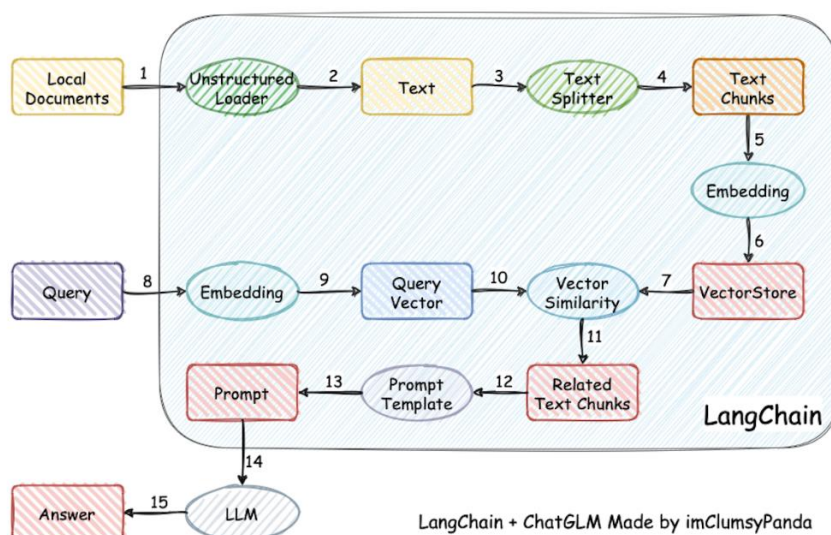 Local
Documents
1
Unstructured
Loader
2
Text
3
Text
Splitter
4
Text
Chunks
5
Embedding
6
Query
8
Embedding
9
Query
Vector
10
Vector
Similarity
7
VectorStore
11
Prompt
13
Prompt
Template
12
Related
Text Chunks
LangChain
14
Answer
15
LLM
LangChain + ChatGLM Made by imClumsyPanda